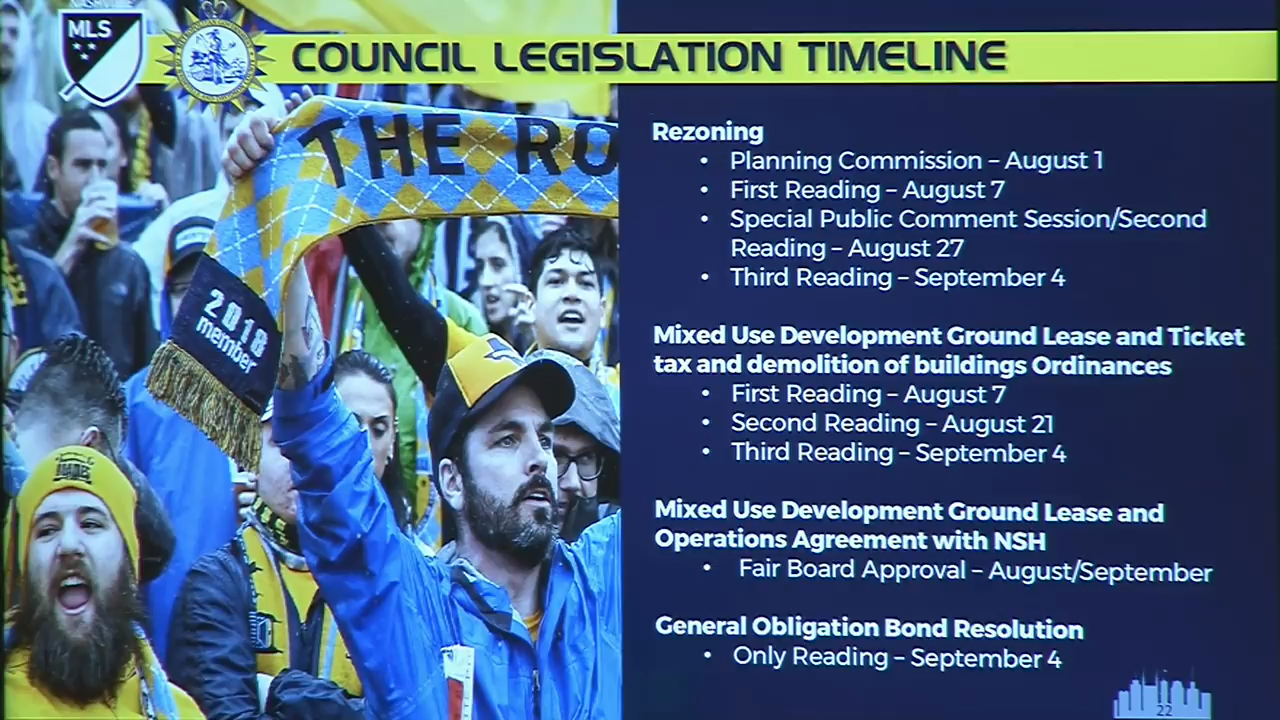 NASHVILLE
MLS
COUNCIL LEGISLATION TIMELINE
THE RO
2018
member
Rezoning
• Planning Commission – August 1
• First Reading – August 7
• Special Public Comment Session/Second
Reading – August 27
• Third Reading – September 4
Mixed Use Development Ground Lease and Ticket
tax and demolition of buildings Ordinances
• First Reading – August 7
• Second Reading – August 21
• Third Reading – September 4
Mixed Use Development Ground Lease and
Operations Agreement with NSH
• Fair Board Approval – August/September
General Obligation Bond Resolution
• Only Reading – September 4
22